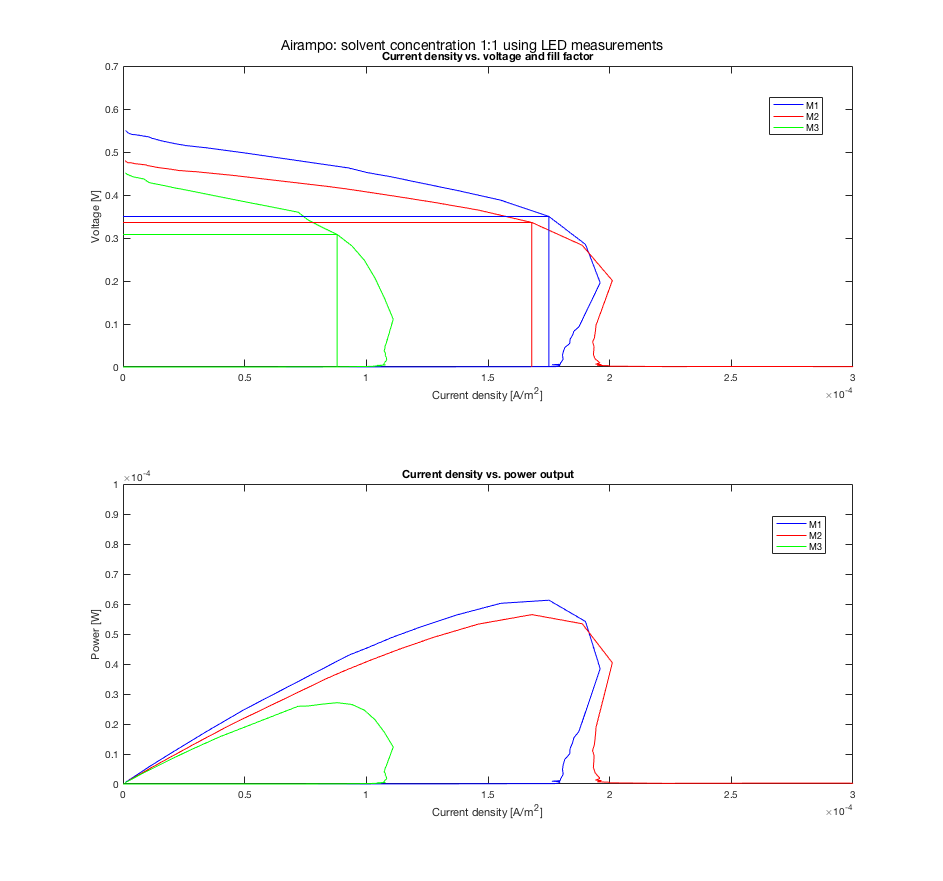 Airampo: solvent concentration 1:1 using LED measurements
Current density vs. voltage and fill factor
0.7
0.6
0.5
0.4
0.3
0.2
0.1
0
Voltage [V]
M1
M2
M3
0 0.5 1 1.5 2 2.5 3
Current density [A/m²]
×10⁻⁴
Current density vs. power output
×10⁻⁴
1
0.9
0.8
0.7
0.6
0.5
0.4
0.3
0.2
0.1
0
Power [W]
M1
M2
M3
0 0.5 1 1.5 2 2.5 3
Current density [A/m²]
×10⁻⁴